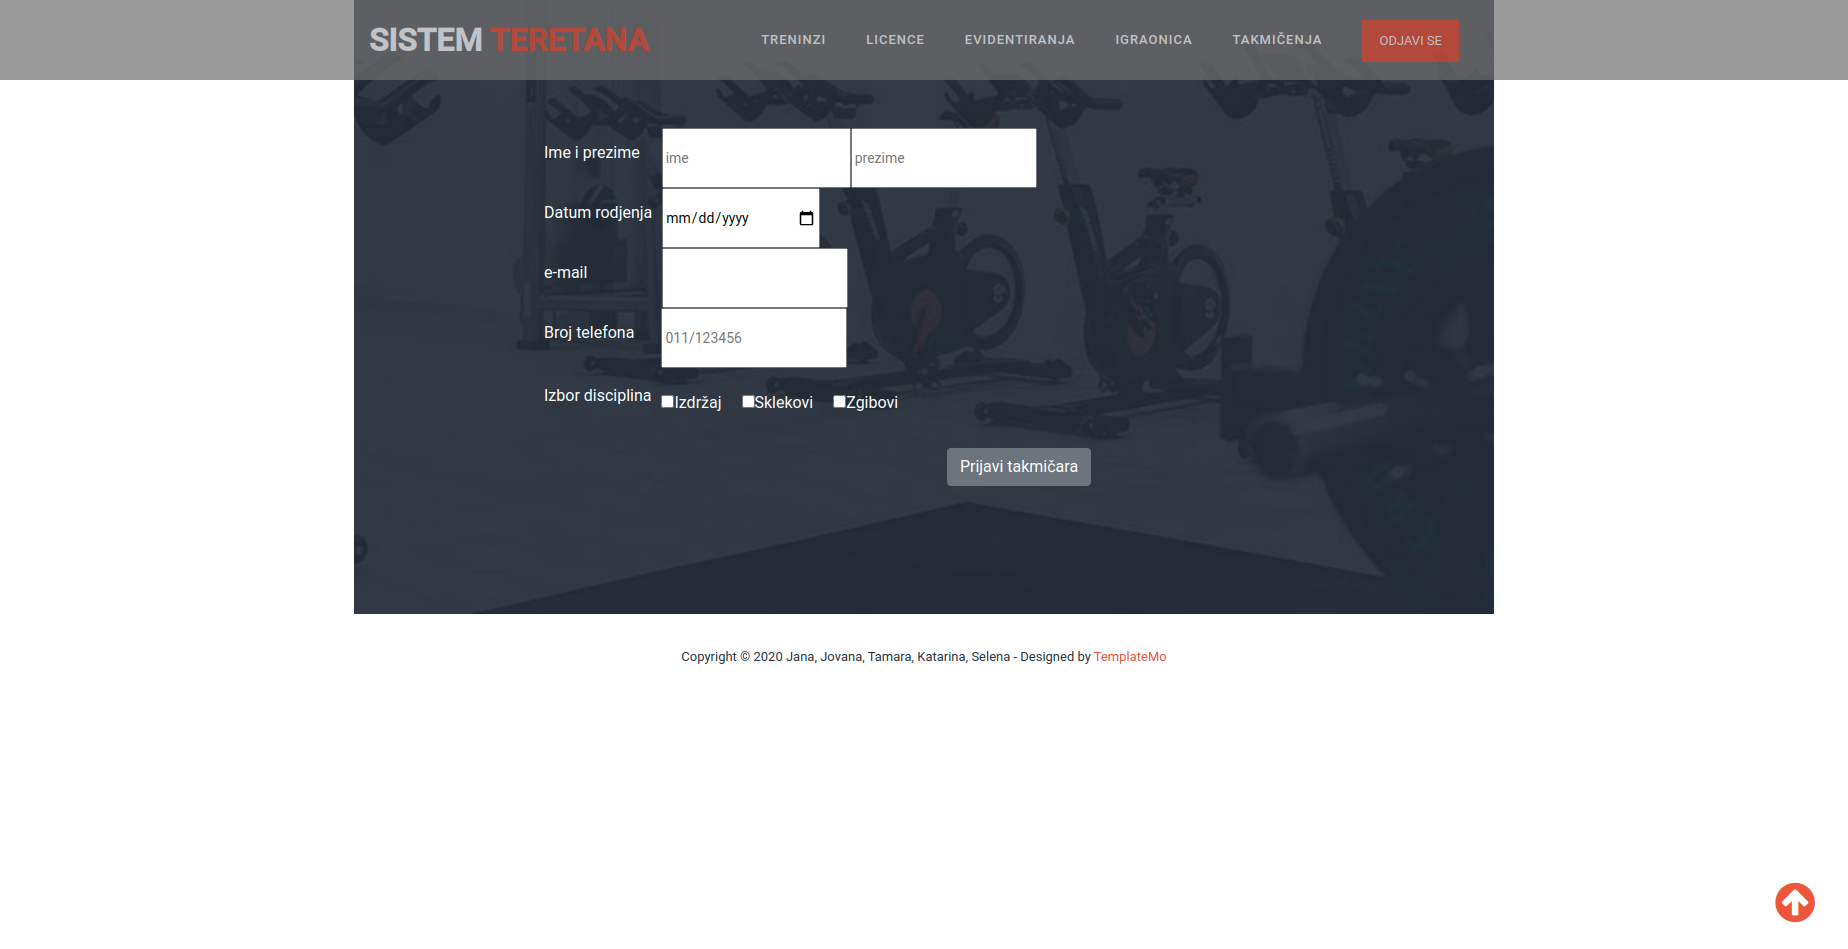 SISTEM TERETANA TRENINZI LICENCE EVIDENTIRANJA IGRAONICA TAKMIČENJA ODJAVI SE
Ime i prezime ime prezime
Datum rodjenja mm/dd/yyyy
e-mail
Broj telefona 011/123456
Izbor disciplina Izdržaj Sklekovi Zgibovi
Prijavi takmičara
Copyright © 2020 Jana, Jovana, Tamara, Katarina, Selena - Designed by TemplateMo